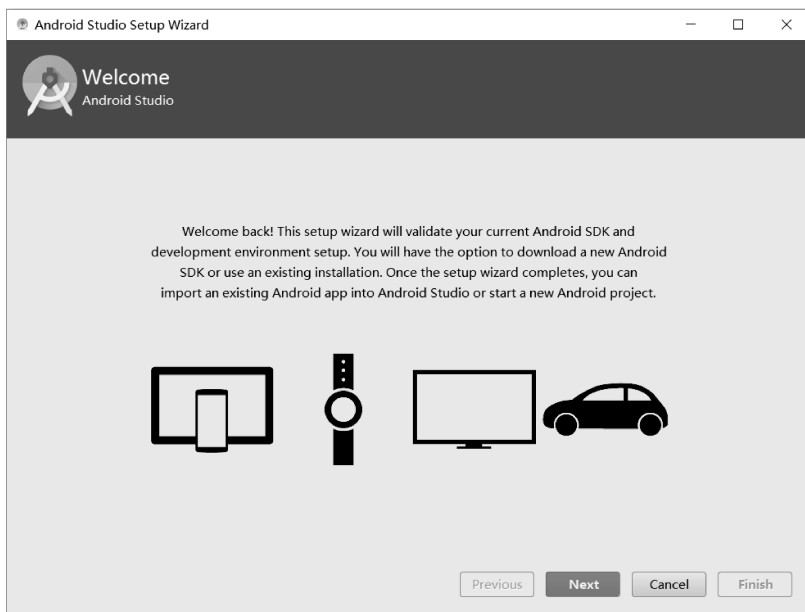 Android Studio Setup Wizard
Welcome
Android Studio
Welcome back! This setup wizard will validate your current Android SDK and
development environment setup. You will have the option to download a new Android
SDK or use an existing installation. Once the setup wizard completes, you can
import an existing Android app into Android Studio or start a new Android project.
Previous Next Cancel Finish